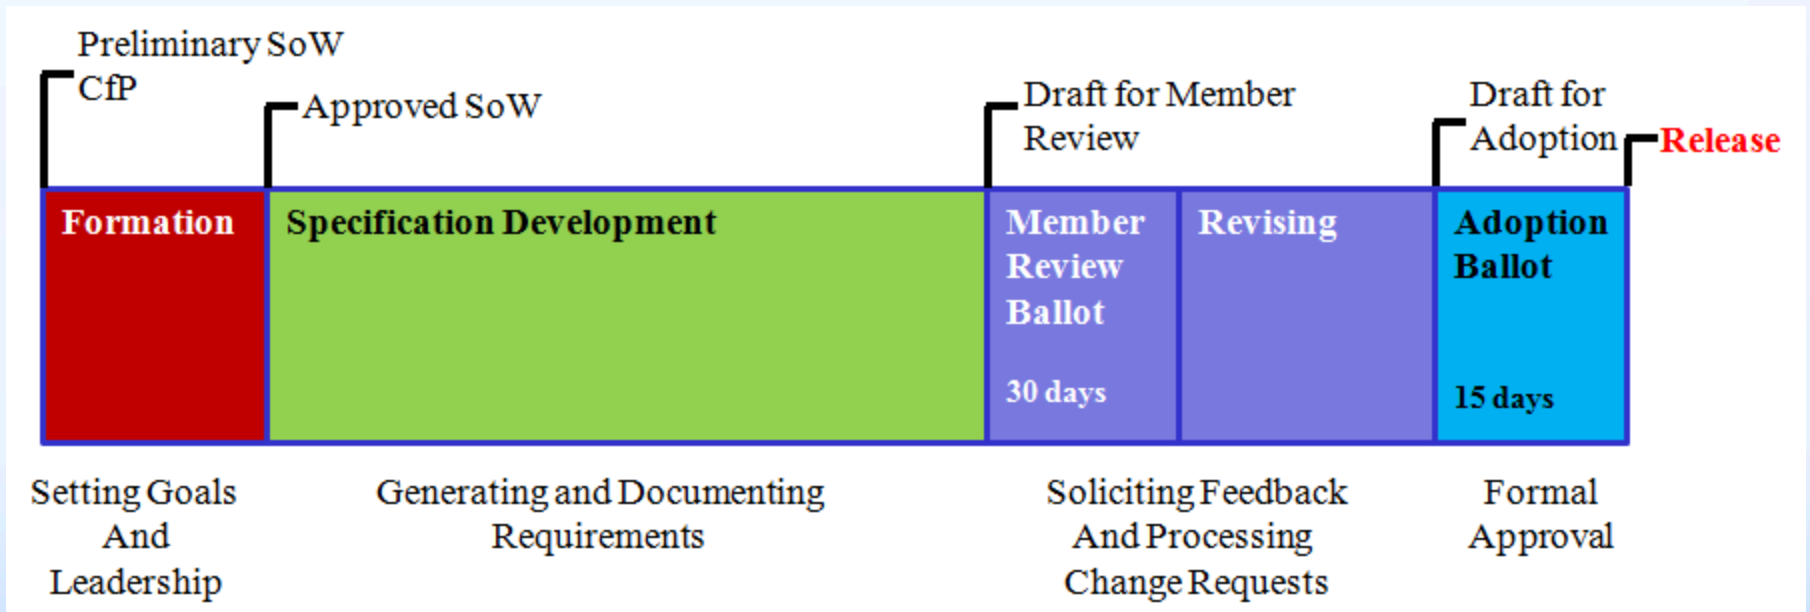 Preliminary SoW
CfP
Approved SoW
Draft for Member
Review
Draft for
Adoption
Release
Formation
Specification Development
Member
Review
Ballot
30 days
Revising
Adoption
Ballot
15 days
Setting Goals
And
Leadership
Generating and Documenting
Requirements
Soliciting Feedback
And Processing
Change Requests
Formal
Approval